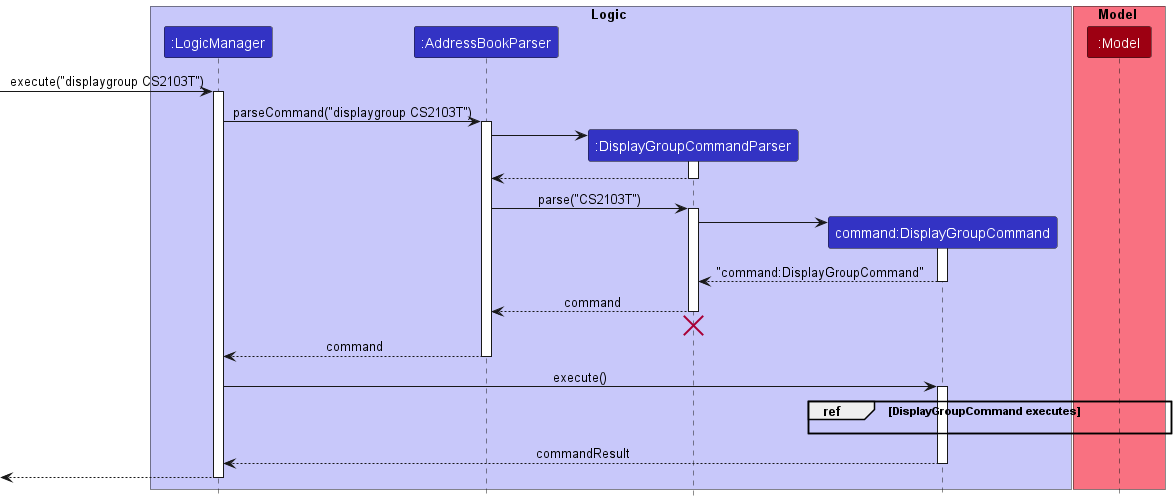 Logic
Model
:LogicManager
:AddressBookParser
:Model
execute("displaygroup CS2103T")
parseCommand("displaygroup CS2103T")
:DisplayGroupCommandParser
parse("CS2103T")
command:DisplayGroupCommand
"command:DisplayGroupCommand"
command
command
execute()
ref
[DisplayGroupCommand executes]
commandResult